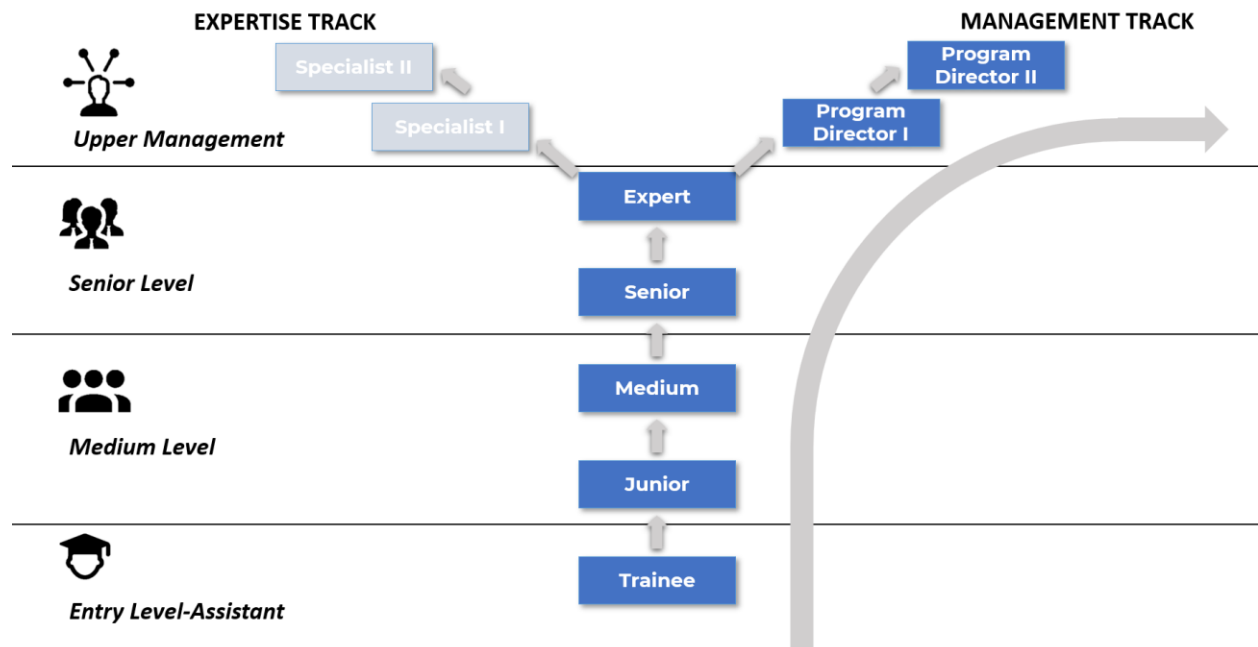 EXPERTISE TRACK
MANAGEMENT TRACK
Specialist II
Program
Director II
Specialist I
Program
Director I
Upper Management
Expert
Senior Level
Senior
Medium
Medium Level
Junior
Trainee
Entry Level-Assistant